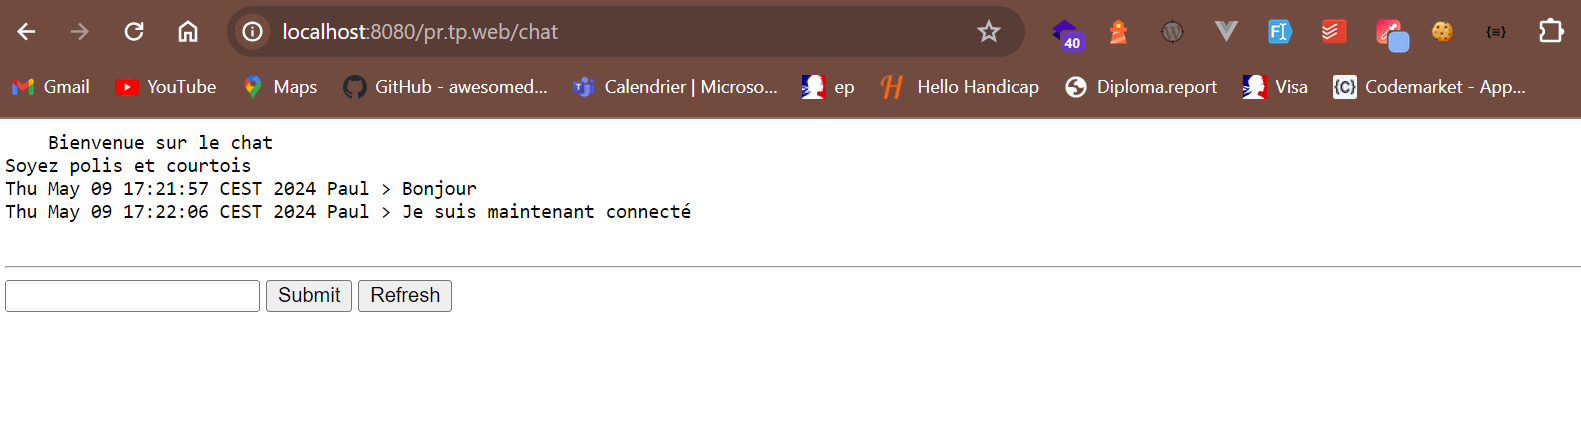 localhost:8080/pr.tp.web/chat
40
Gmail YouTube Maps GitHub - awesomed... Calendrier | Microso... ep Hello Handicap Diploma.report Visa {C} Codemarket - App...
Bienvenue sur le chat
Soyez polis et courtois
Thu May 09 17:21:57 CEST 2024 Paul > Bonjour
Thu May 09 17:22:06 CEST 2024 Paul > Je suis maintenant connecté
Submit Refresh